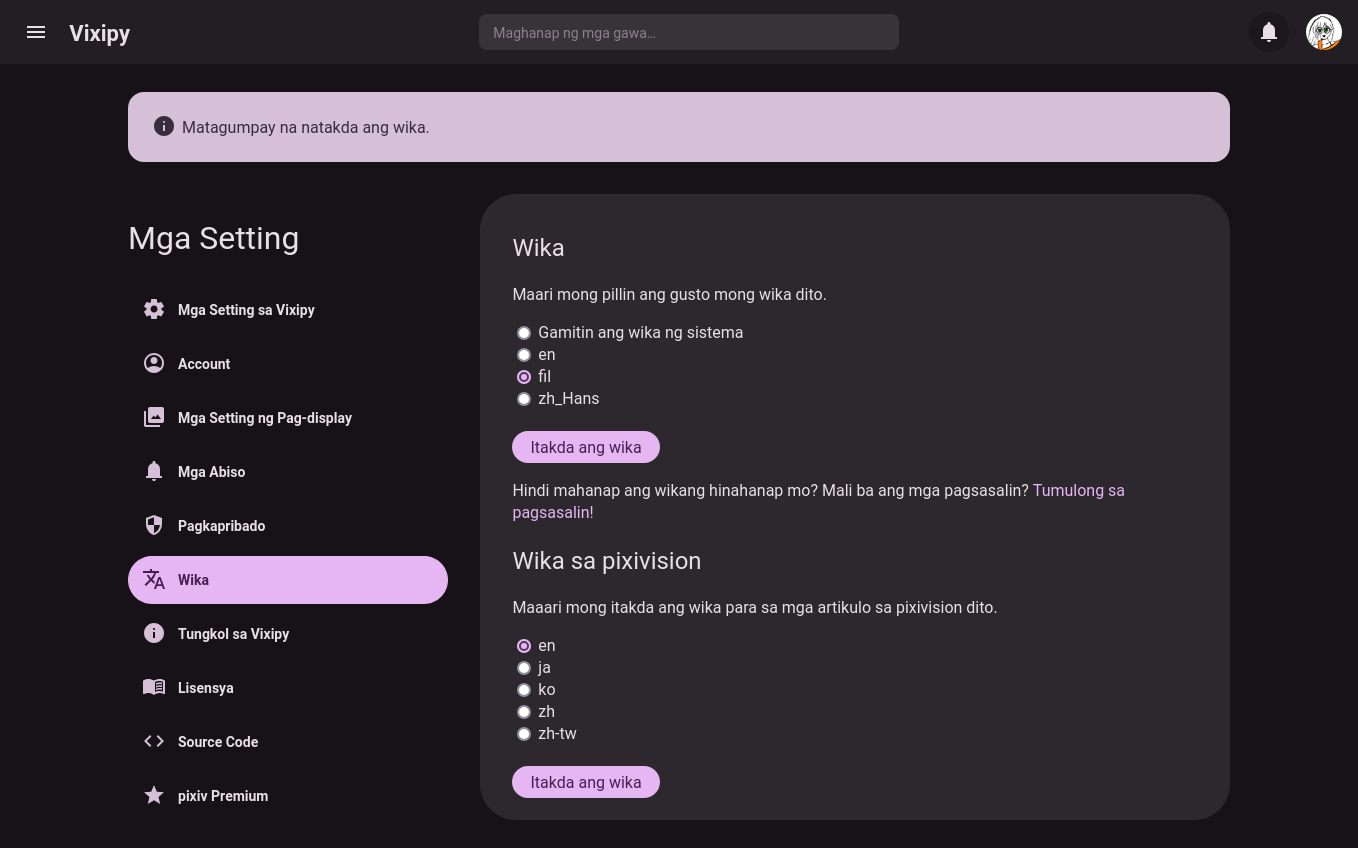 Vixipy
Maghanap ng mga gawa…
Matagumpay na natakda ang wika.
Mga Setting
Mga Setting sa Vixipy
Account
Mga Setting ng Pag-display
Mga Abiso
Pagkapribado
Wika
Tungkol sa Vixipy
Lisensya
Source Code
pixiv Premium
Wika
Maari mong pillin ang gusto mong wika dito.
Gamitin ang wika ng sistema
en
fil
zh_Hans
Itakda ang wika
Hindi mahanap ang wikang hinahanap mo? Mali ba ang mga pagsasalin? Tumulong sa
pagsasalin!
Wika sa pixivision
Maaari mong itakda ang wika para sa mga artikulo sa pixivision dito.
en
ja
ko
zh
zh-tw
Itakda ang wika